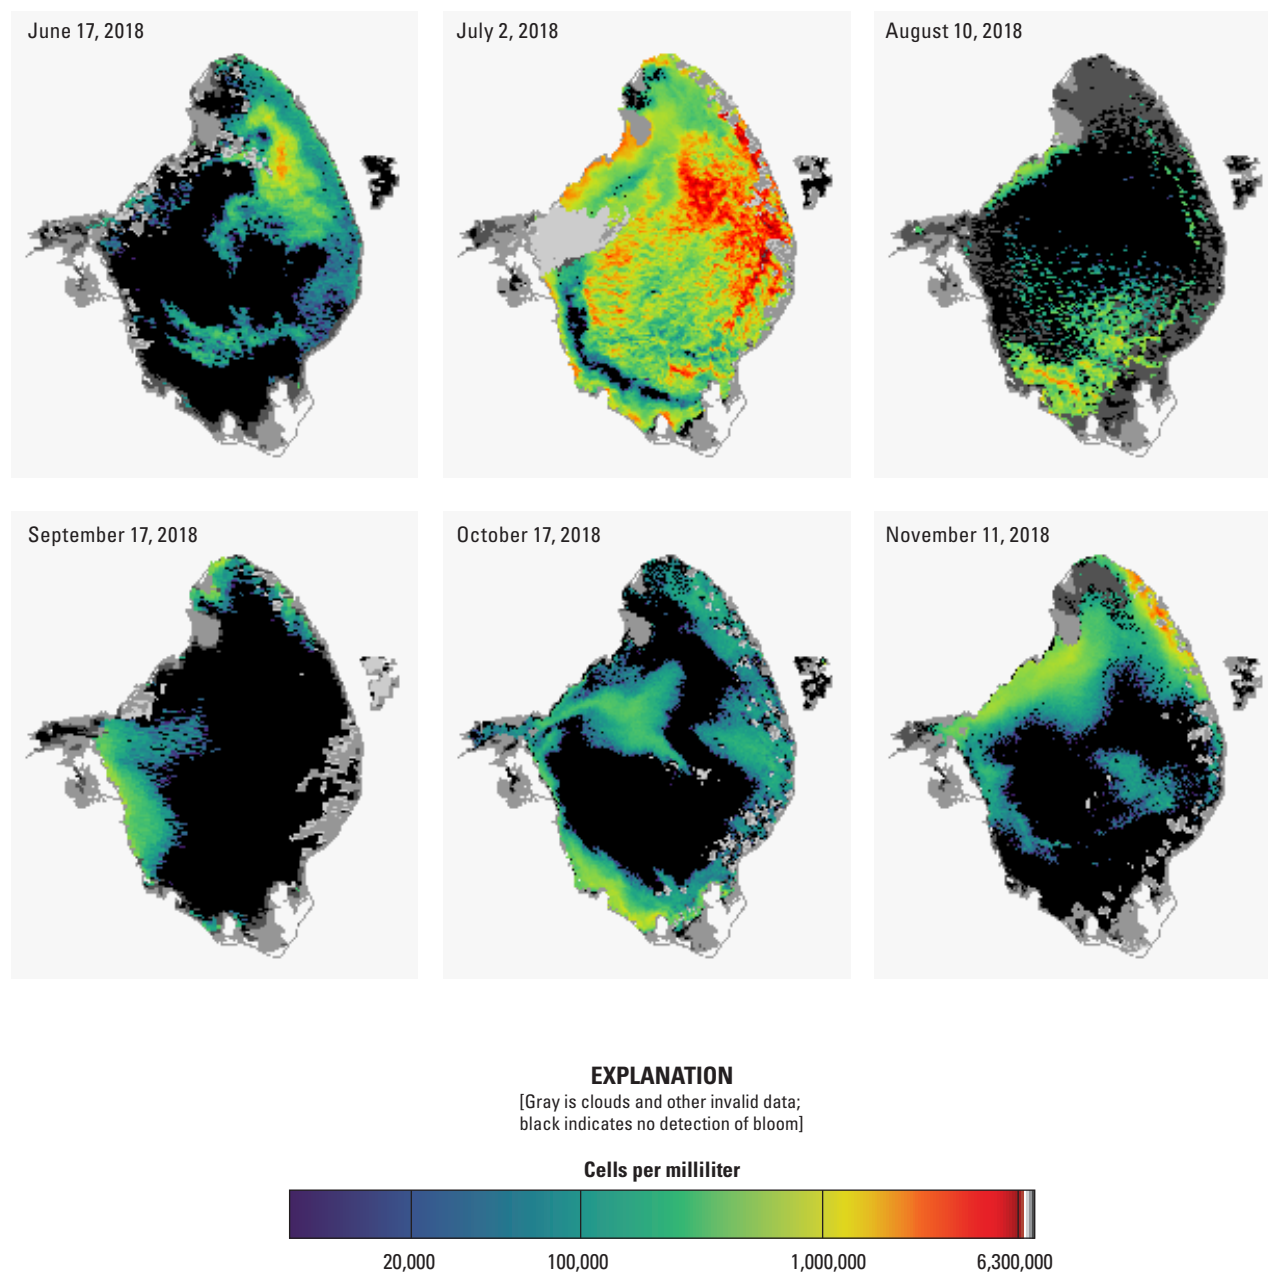 June 17, 2018
July 2, 2018
August 10, 2018
September 17, 2018
October 17, 2018
November 11, 2018
EXPLANATION
[Gray is clouds and other invalid data;
black indicates no detection of bloom]
Cells per milliliter
20,000
100,000
1,000,000
6,300,000